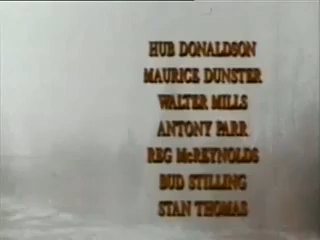 HUB DONALDSON
MAURICE DUNSTER
WALTER MILLS
ANTONY PARR
REG McREYNOLDS
BUD STILLING
STAN THOMAS